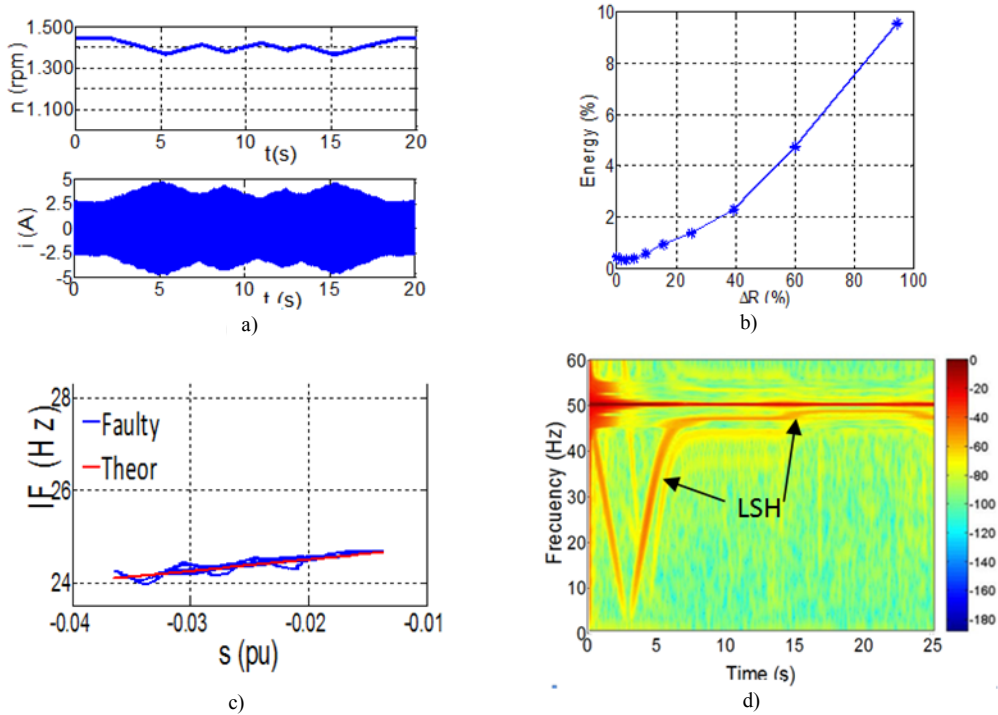 1.500
1.300
1.100
n (rpm)
0 5 10 15 20
t(s)
5
2.5
0
-2.5
-5
i (A)
0 5 10 15 20
t (s)
a)
10
8
6
4
2
0
Energy (%)
0 20 40 60 80 100
ΔR (%)
b)
28
26
24
IF (Hz)
Faulty
Theor
-0.04 -0.03 -0.02 -0.01
s (pu)
c)
60
50
40
30
20
10
0
Frecuency (Hz)
LSH
0 5 10 15 20 25
Time (s)
0
-20
-40
-60
-80
-100
-120
-140
-160
-180
d)